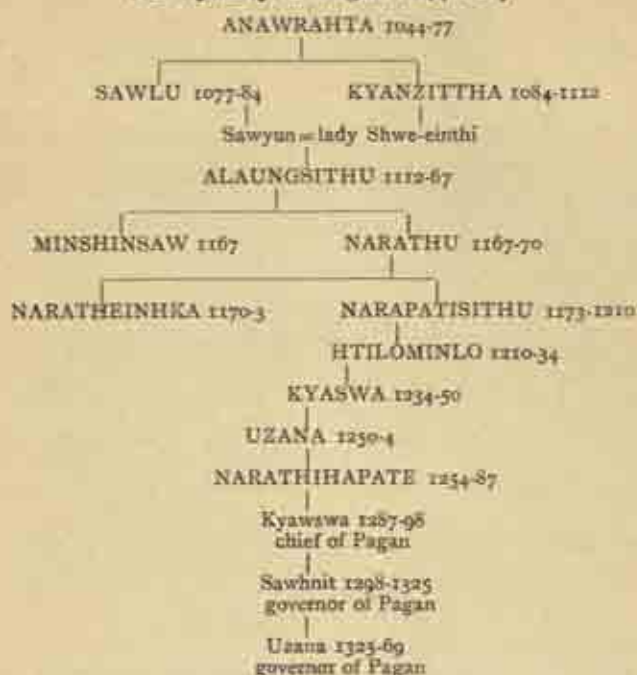 ANAWRAHTA 1044-77
SAWLU 1077-84 KYANZITTHA 1084-1112
Sawyun = lady Shwe-einthi
ALAUNGSITHU 1112-67
MINSHINSAW 1167 NARATHU 1167-70
NARATHEINHKA 1170-3 NARAPATISITHU 1173-1210
HTILOMINLO 1210-34
KYASWA 1234-50
UZANA 1250-4
NARATHIHAPATE 1254-87
Kyawswa 1287-98
chief of Pagan
Sawhnit 1298-1325
governor of Pagan
Uzana 1325-69
governor of Pagan